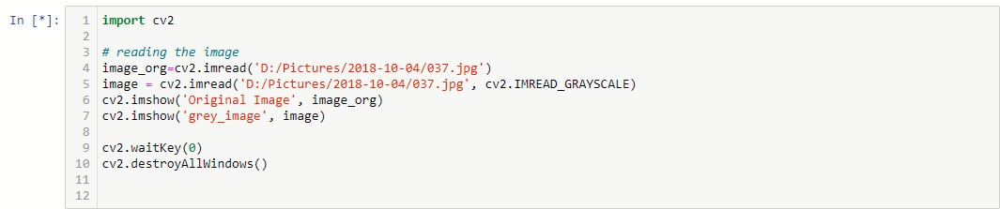 In [*]:
1 import cv2
2
3 # reading the image
4 image_org=cv2.imread('D:/Pictures/2018-10-04/037.jpg')
5 image = cv2.imread('D:/Pictures/2018-10-04/037.jpg', cv2.IMREAD_GRAYSCALE)
6 cv2.imshow('Original Image', image_org)
7 cv2.imshow('grey_image', image)
8
9 cv2.waitKey(0)
10 cv2.destroyAllWindows()
11
12